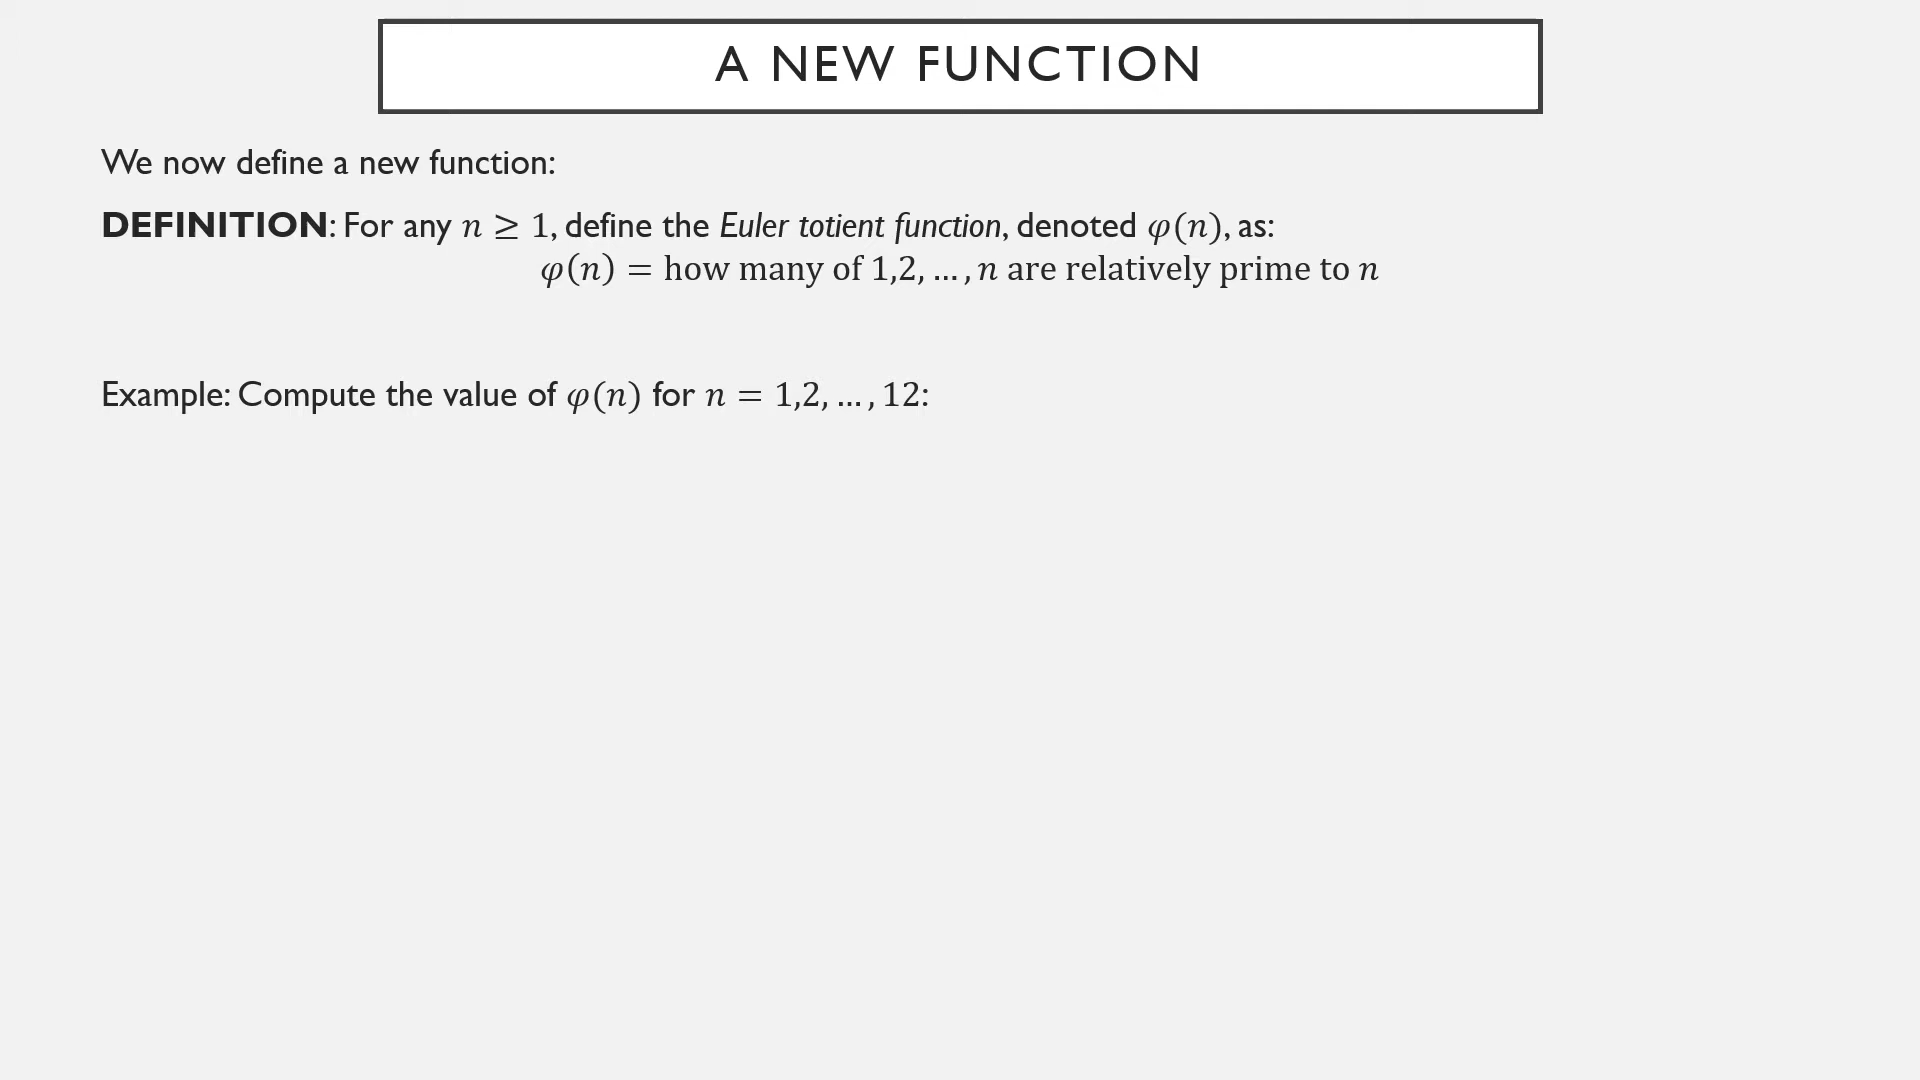 A NEW FUNCTION
We now define a new function:
DEFINITION: For any n ≥ 1, define the Euler totient function, denoted φ(n), as:
φ(n) = how many of 1,2, … , n are relatively prime to n
Example: Compute the value of φ(n) for n = 1,2, … , 12: